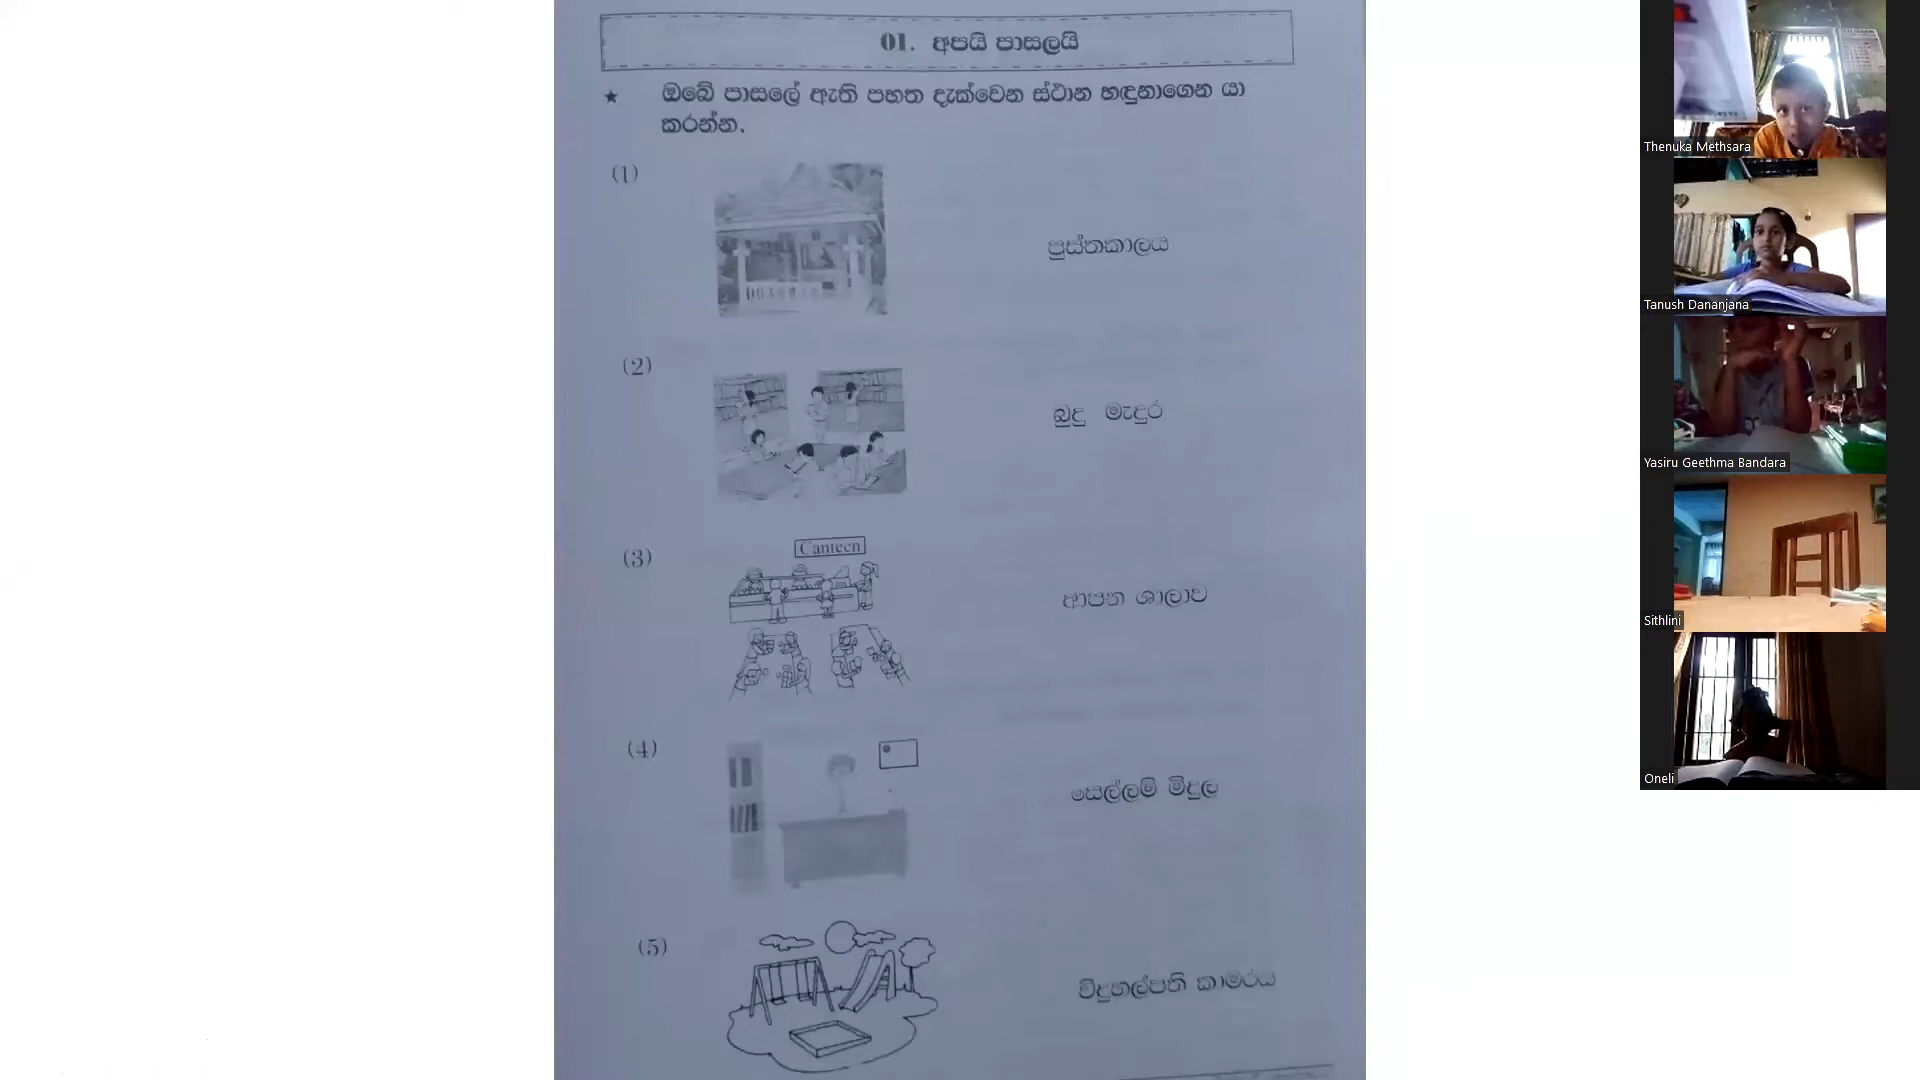 01. අපයි පාසලයි
★ ඔබේ පාසලේ ඇති පහත දැක්වෙන ස්ථාන හඳුනාගෙන යා
කරන්න.
(1)
පුස්තකාලය
(2)
බුදු මැදුර
(3)
Canteen
ආපන ශාලාව
(4)
සෙල්ලම් මිදුල
(5)
විදුහල්පති කාමරය
Thenuka Methsara
Tanush Dananjana
Yasiru Geethma Bandara
Sithlini
Oneli